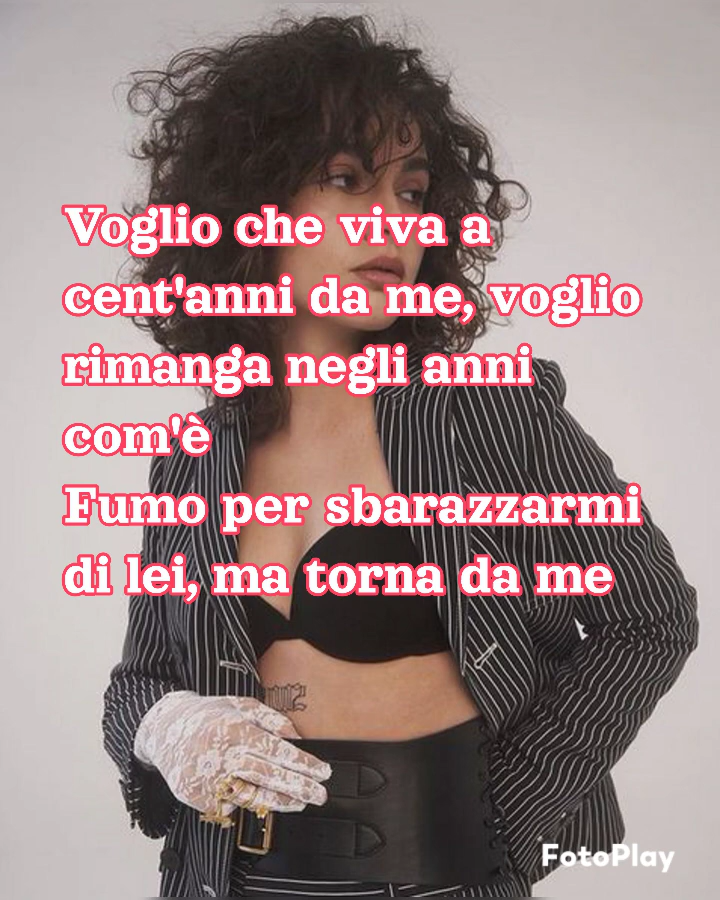 Voglio che viva a
cent'anni da me, voglio
rimanga negli anni
com'è
Fumo per sbarazzarmi
di lei, ma torna da me
FotoPlay